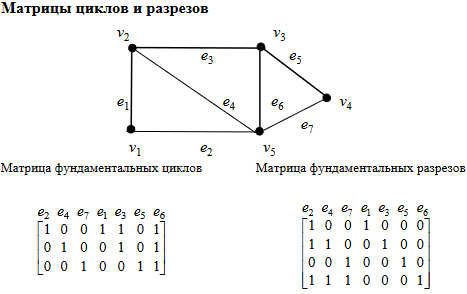 Матрицы циклов и разрезов
v2 v3
e3 e5
e1 e4 e6 v4
e7
v1 e2 v5
Матрица фундаментальных циклов Матрица фундаментальных разрезов
e2 e4 e7 e1 e3 e5 e6
1 0 0 1 1 0 1
0 1 0 0 1 0 1
0 0 1 0 0 1 1
e2 e4 e7 e1 e3 e5 e6
1 0 0 1 0 0 0
1 1 0 0 1 0 0
0 0 1 0 0 1 0
1 1 1 0 0 0 1